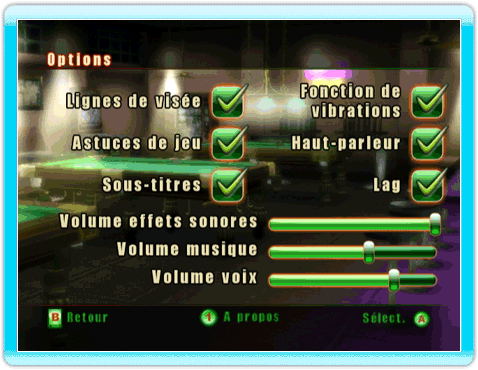 Options
Lignes de visée
Fonction de
vibrations
Astuces de jeu
Haut-parleur
Sous-titres
Lag
Volume effets sonores
Volume musique
Volume voix
B Retour
1 A propos
Sélect. A